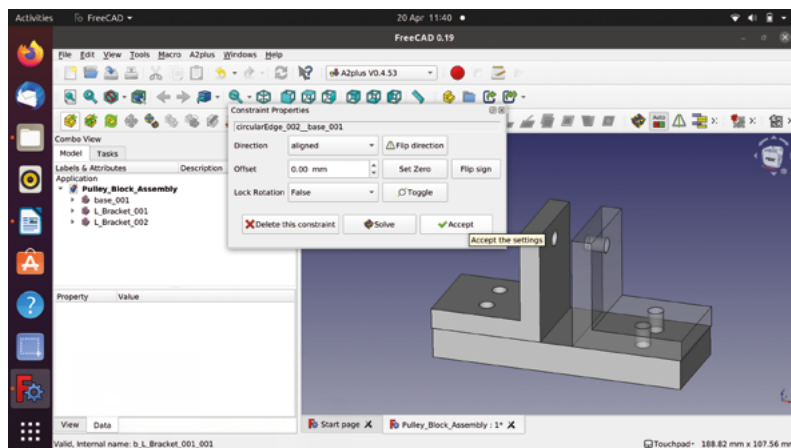 Activities FreeCAD 20 Apr 11:40
FreeCAD 0.19
File Edit View Tools Macro A2plus Windows Help
A2plus V0.4.53
Constraint Properties
circularEdge_002__base_001
Combo View
Direction aligned Flip direction
Model Tasks
Labels & Attributes Description
Offset 0.00 mm Set Zero Flip sign
Application
Pulley_Block_Assembly
Lock Rotation False Toggle
base_001
L_Bracket_001
L_Bracket_002
Delete this constraint Solve Accept
Accept the settings
Property Value
View Data
Start page Pulley_Block_Assembly : 1*
Valid, Internal name: b_L_Bracket_001_001
Touchpad 188.82 mm x 107.56 mm